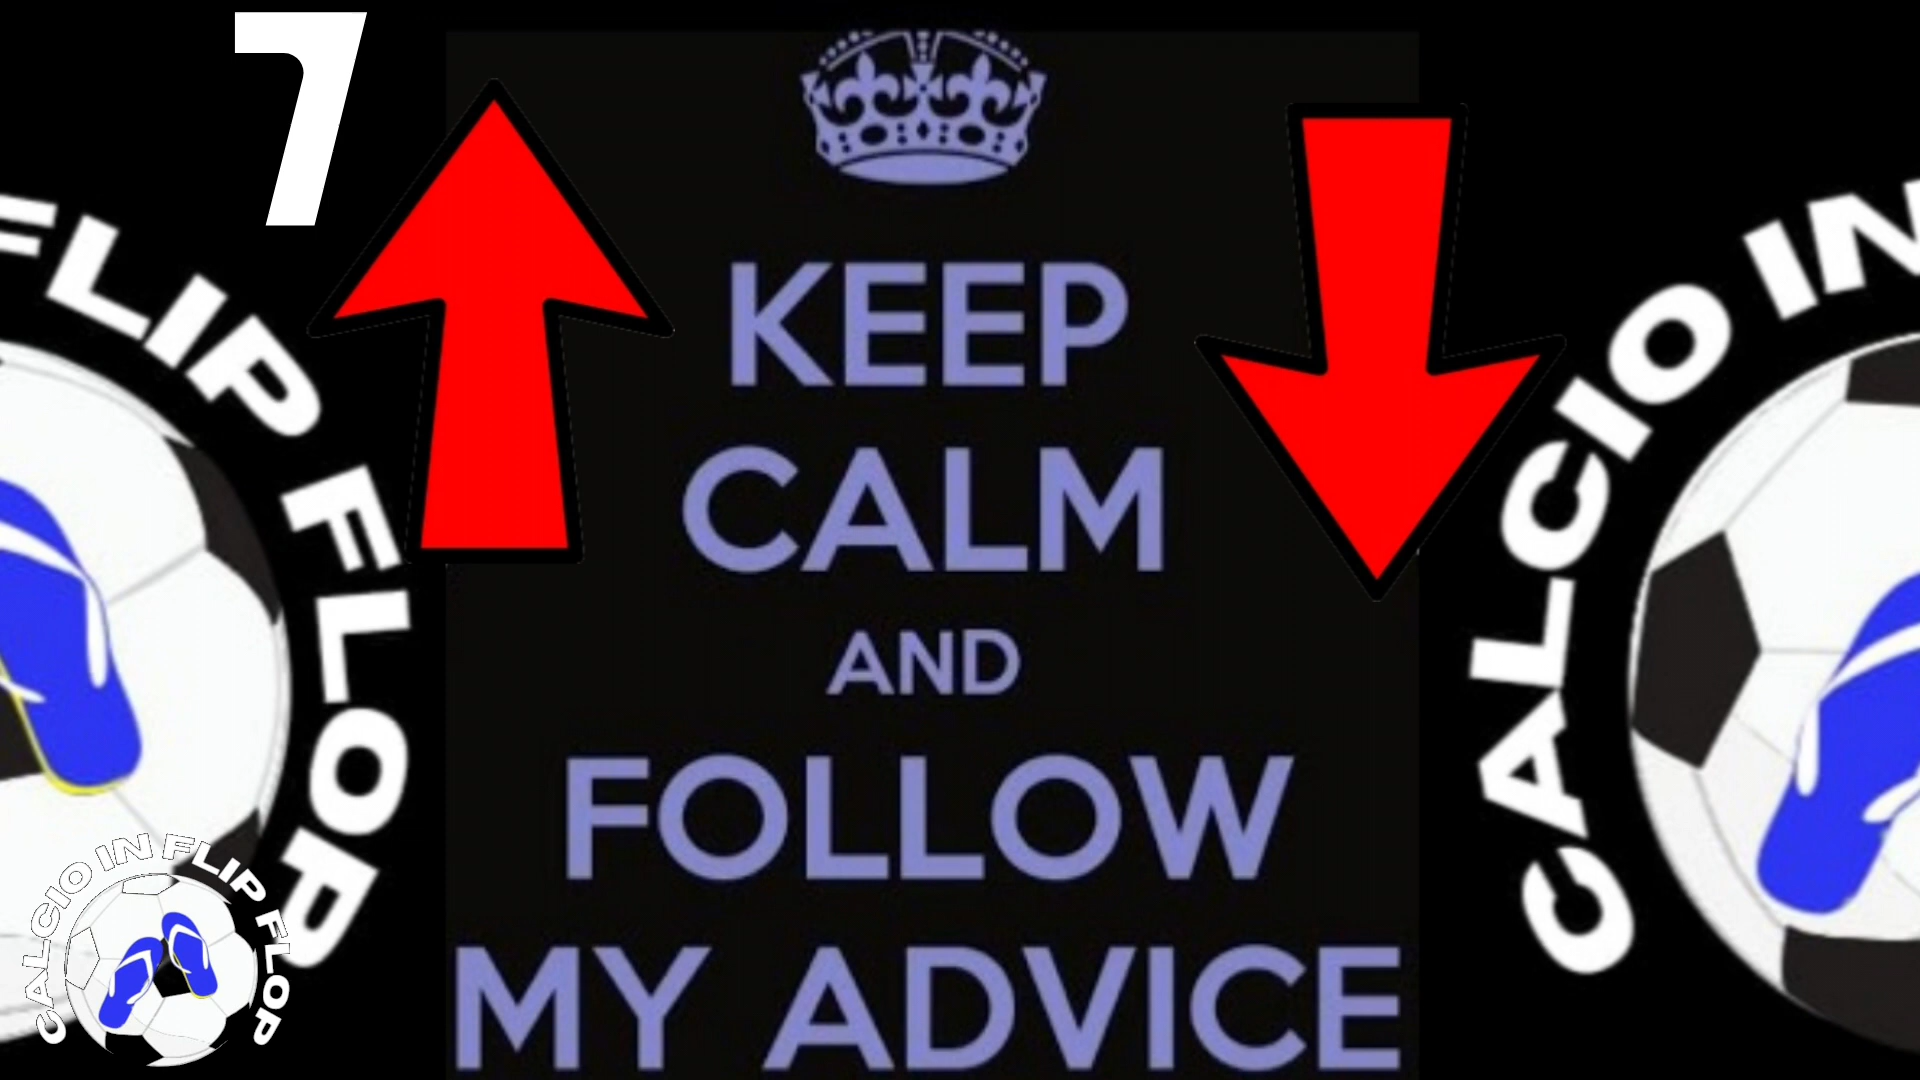 7
KEEP
CALM
AND
FOLLOW
MY ADVICE
FLIP FLOP
CALCIO IN
CALCIO IN FLIP FLOP